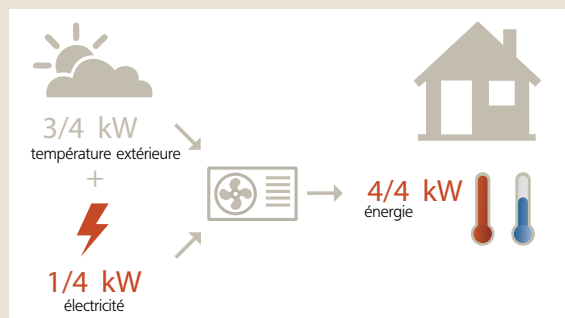 3/4 kW
température extérieure
+
1/4 kW
électricité
4/4 kW
énergie